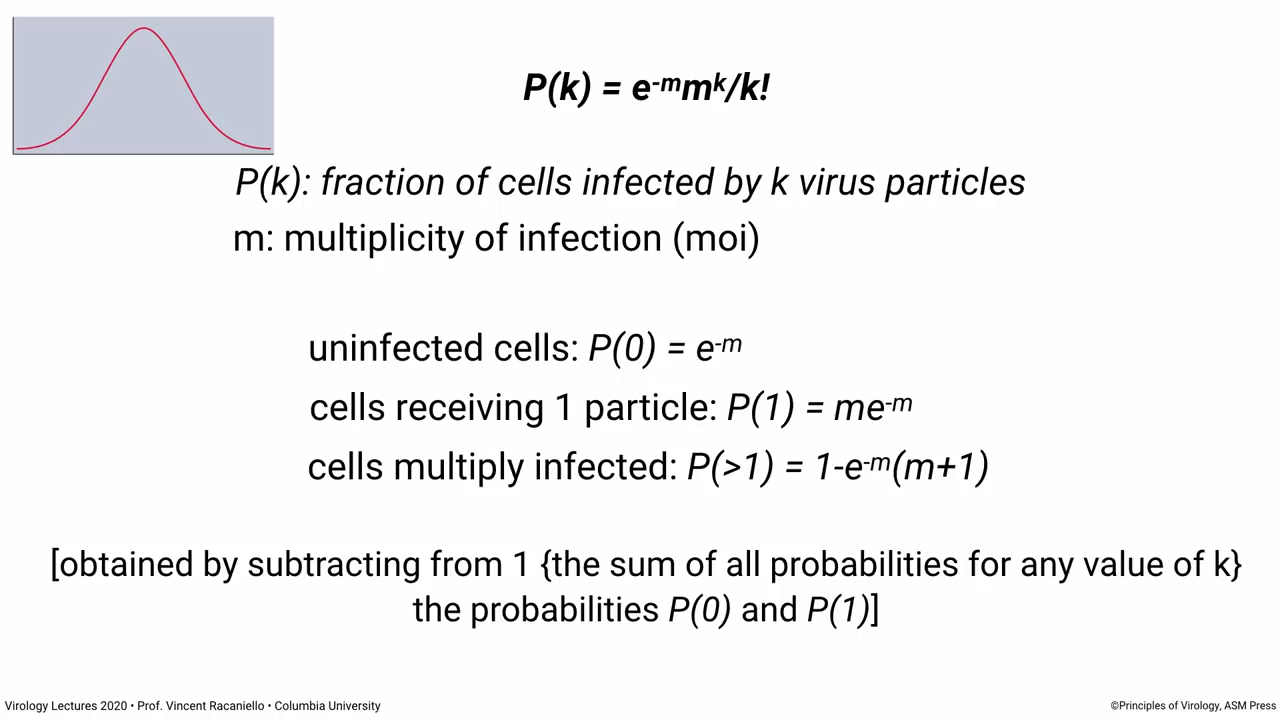 P(k) = e⁻ᵐmᵏ/k!
P(k): fraction of cells infected by k virus particles
m: multiplicity of infection (moi)
uninfected cells: P(0) = e⁻ᵐ
cells receiving 1 particle: P(1) = me⁻ᵐ
cells multiply infected: P(>1) = 1-e⁻ᵐ(m+1)
[obtained by subtracting from 1 {the sum of all probabilities for any value of k}
the probabilities P(0) and P(1)]
Virology Lectures 2020 • Prof. Vincent Racaniello • Columbia University
©Principles of Virology, ASM Press